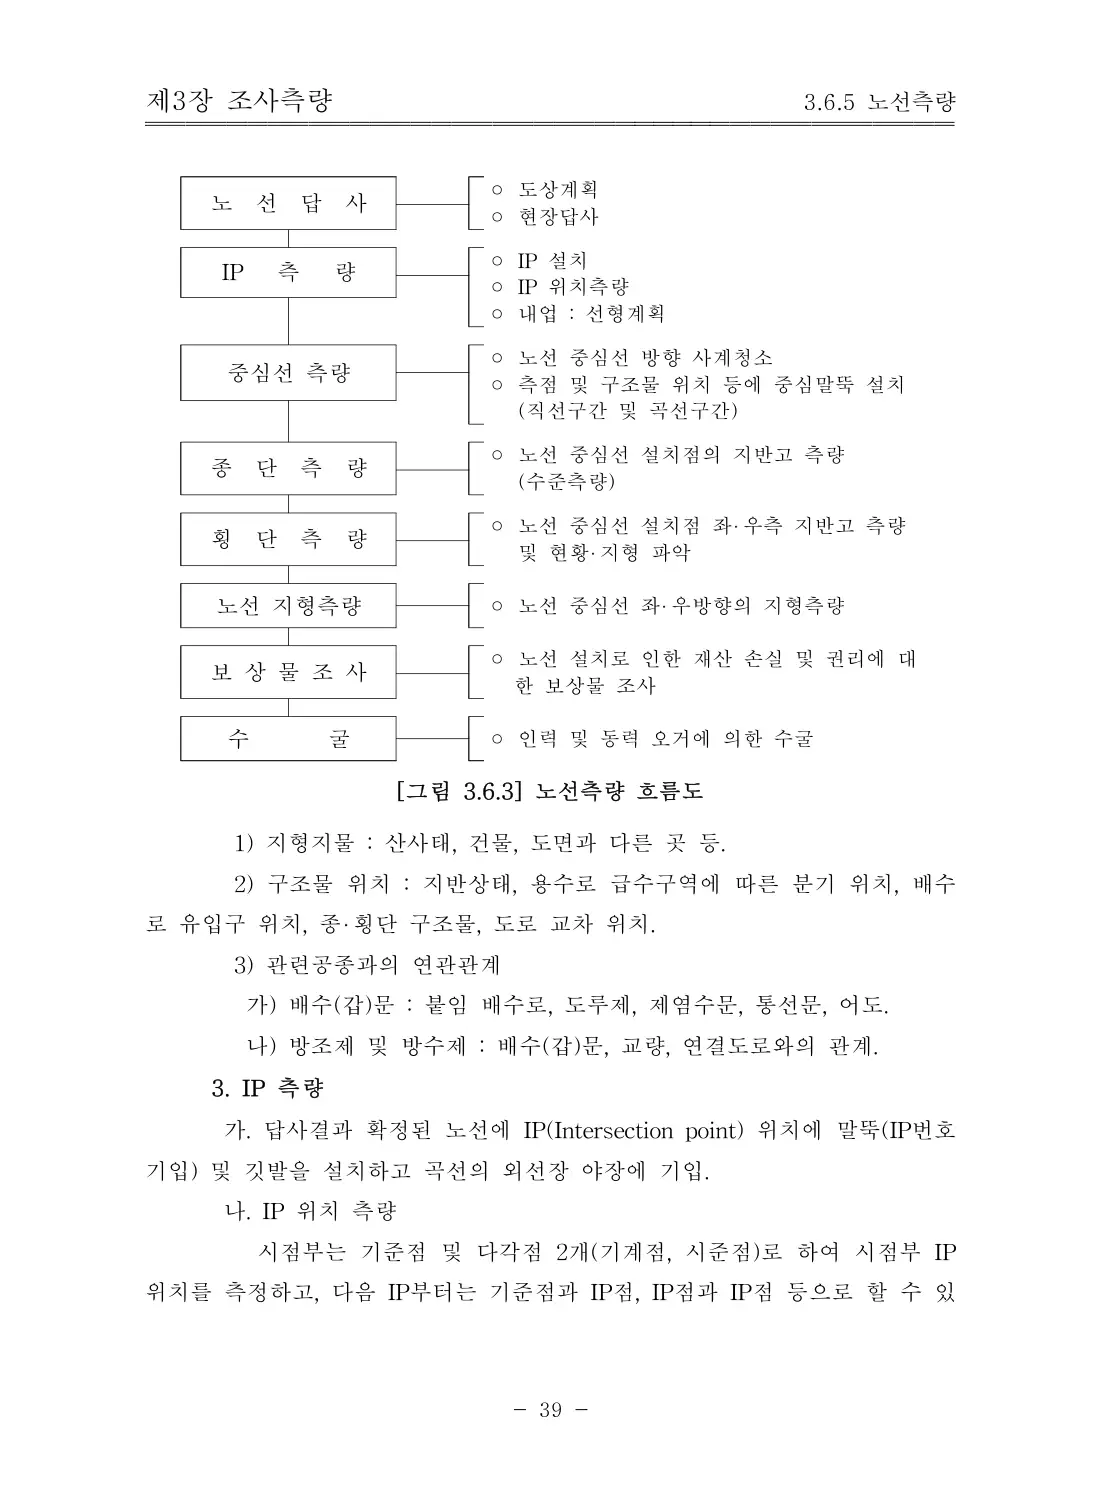 제3장 조사측량 3.6.5 노선측량
노 선 답 사
○ 도상계획
○ 현장답사
IP 측 량
○ IP 설치
○ IP 위치측량
○ 내업 : 선형계획
중심선 측량
○ 노선 중심선 방향 사계청소
○ 측점 및 구조물 위치 등에 중심말뚝 설치
(직선구간 및 곡선구간)
종 단 측 량
○ 노선 중심선 설치점의 지반고 측량
(수준측량)
횡 단 측 량
○ 노선 중심선 설치점 좌·우측 지반고 측량
및 현황·지형 파악
노선 지형측량
○ 노선 중심선 좌·우방향의 지형측량
보 상 물 조 사
○ 노선 설치로 인한 재산 손실 및 권리에 대
한 보상물 조사
수 굴
○ 인력 및 동력 오거에 의한 수굴
[그림 3.6.3] 노선측량 흐름도
1) 지형지물 : 산사태, 건물, 도면과 다른 곳 등.
2) 구조물 위치 : 지반상태, 용수로 급수구역에 따른 분기 위치, 배수
로 유입구 위치, 종·횡단 구조물, 도로 교차 위치.
3) 관련공종과의 연관관계
가) 배수(갑)문 : 붙임 배수로, 도루제, 제염수문, 통선문, 어도.
나) 방조제 및 방수제 : 배수(갑)문, 교량, 연결도로와의 관계.
3. IP 측량
가. 답사결과 확정된 노선에 IP(Intersection point) 위치에 말뚝(IP번호
기입) 및 깃발을 설치하고 곡선의 외선장 야장에 기입.
나. IP 위치 측량
시점부는 기준점 및 다각점 2개(기계점, 시준점)로 하여 시점부 IP
위치를 측정하고, 다음 IP부터는 기준점과 IP점, IP점과 IP점 등으로 할 수 있
- 39 -